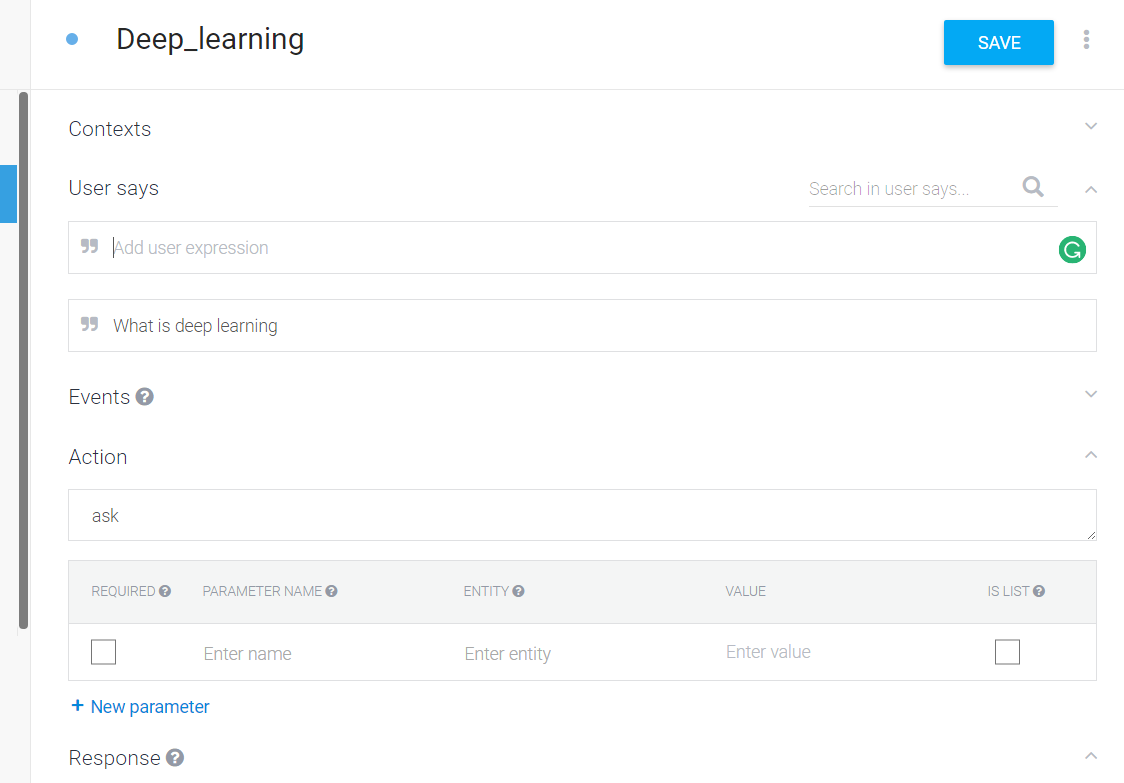 Deep_learning
SAVE
Contexts
User says
Search in user says...
Add user expression
What is deep learning
Events
Action
ask
REQUIRED PARAMETER NAME ENTITY VALUE IS LIST
Enter name Enter entity Enter value
+ New parameter
Response